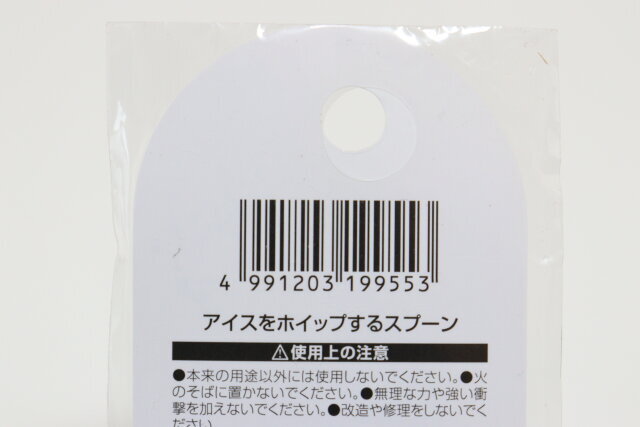 4 991203 199553
アイスをホイップするスプーン
⚠使用上の注意
●本来の用途以外には使用しないでください。●火
のそばに置かないでください。●無理な力や強い衝
撃を加えないでください。●改造や修理をしないでく
ださい。